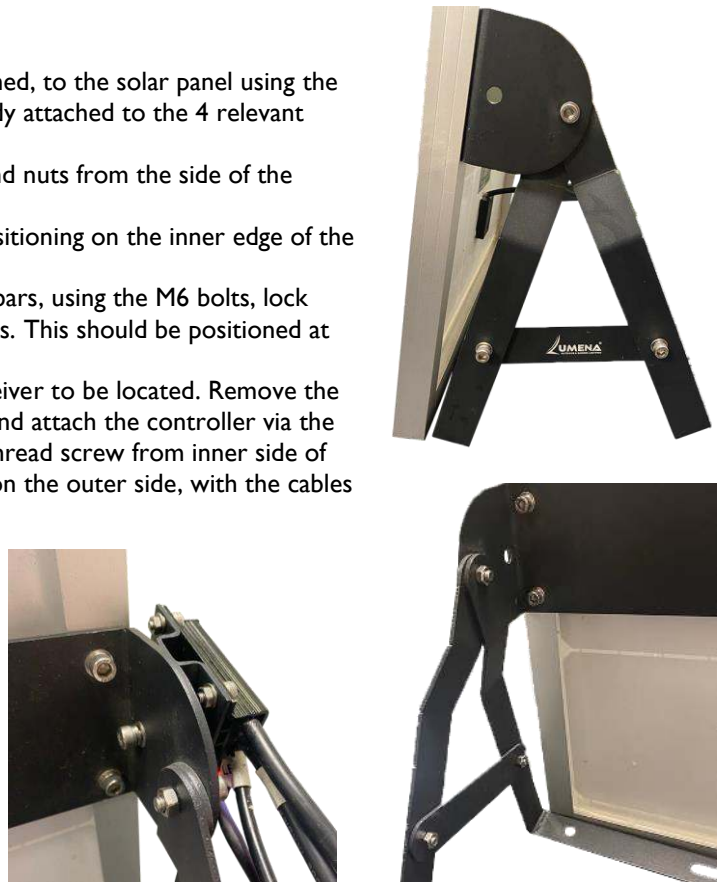 ned, to the solar panel using the
ly attached to the 4 relevant
nd nuts from the side of the
sitioning on the inner edge of the
bars, using the M6 bolts, lock
s. This should be positioned at
eiver to be located. Remove the
nd attach the controller via the
hread screw from inner side of
on the outer side, with the cables
LUMENA